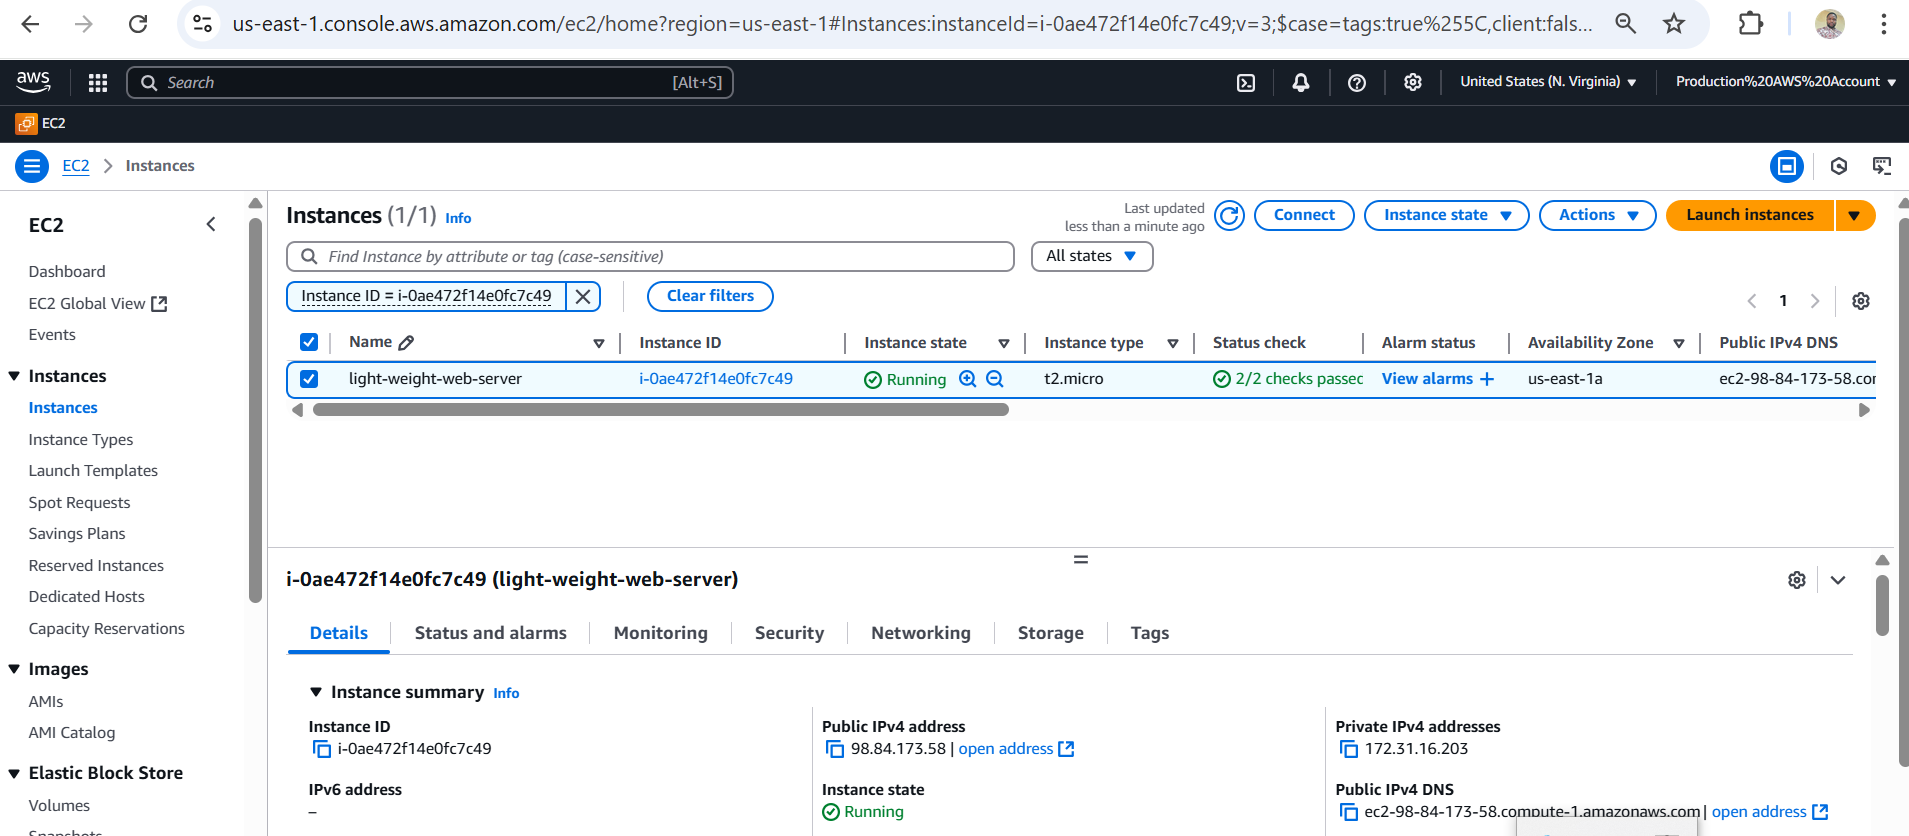 us-east-1.console.aws.amazon.com/ec2/home?region=us-east-1#Instances:instanceId=i-0ae472f14e0fc7c49;v=3;$case=tags:true%255C,client:fals...
aws
Search [Alt+S]
United States (N. Virginia)
Production%20AWS%20Account
EC2
EC2 > Instances
EC2
Dashboard
EC2 Global View
Events
Instances
Instances
Instance Types
Launch Templates
Spot Requests
Savings Plans
Reserved Instances
Dedicated Hosts
Capacity Reservations
Images
AMIs
AMI Catalog
Elastic Block Store
Volumes
Snapshots
Instances (1/1) Info
Last updated
less than a minute ago
Connect
Instance state
Actions
Launch instances
Find Instance by attribute or tag (case-sensitive)
All states
Instance ID = i-0ae472f14e0fc7c49
Clear filters
1
Name Instance ID Instance state Instance type Status check Alarm status Availability Zone Public IPv4 DNS
light-weight-web-server i-0ae472f14e0fc7c49 Running t2.micro 2/2 checks passed View alarms + us-east-1a ec2-98-84-173-58.cor
i-0ae472f14e0fc7c49 (light-weight-web-server)
Details Status and alarms Monitoring Security Networking Storage Tags
Instance summary Info
Instance ID
i-0ae472f14e0fc7c49
IPv6 address
–
Public IPv4 address
98.84.173.58 | open address
Instance state
Running
Private IPv4 addresses
172.31.16.203
Public IPv4 DNS
ec2-98-84-173-58.compute-1.amazonaws.com | open address